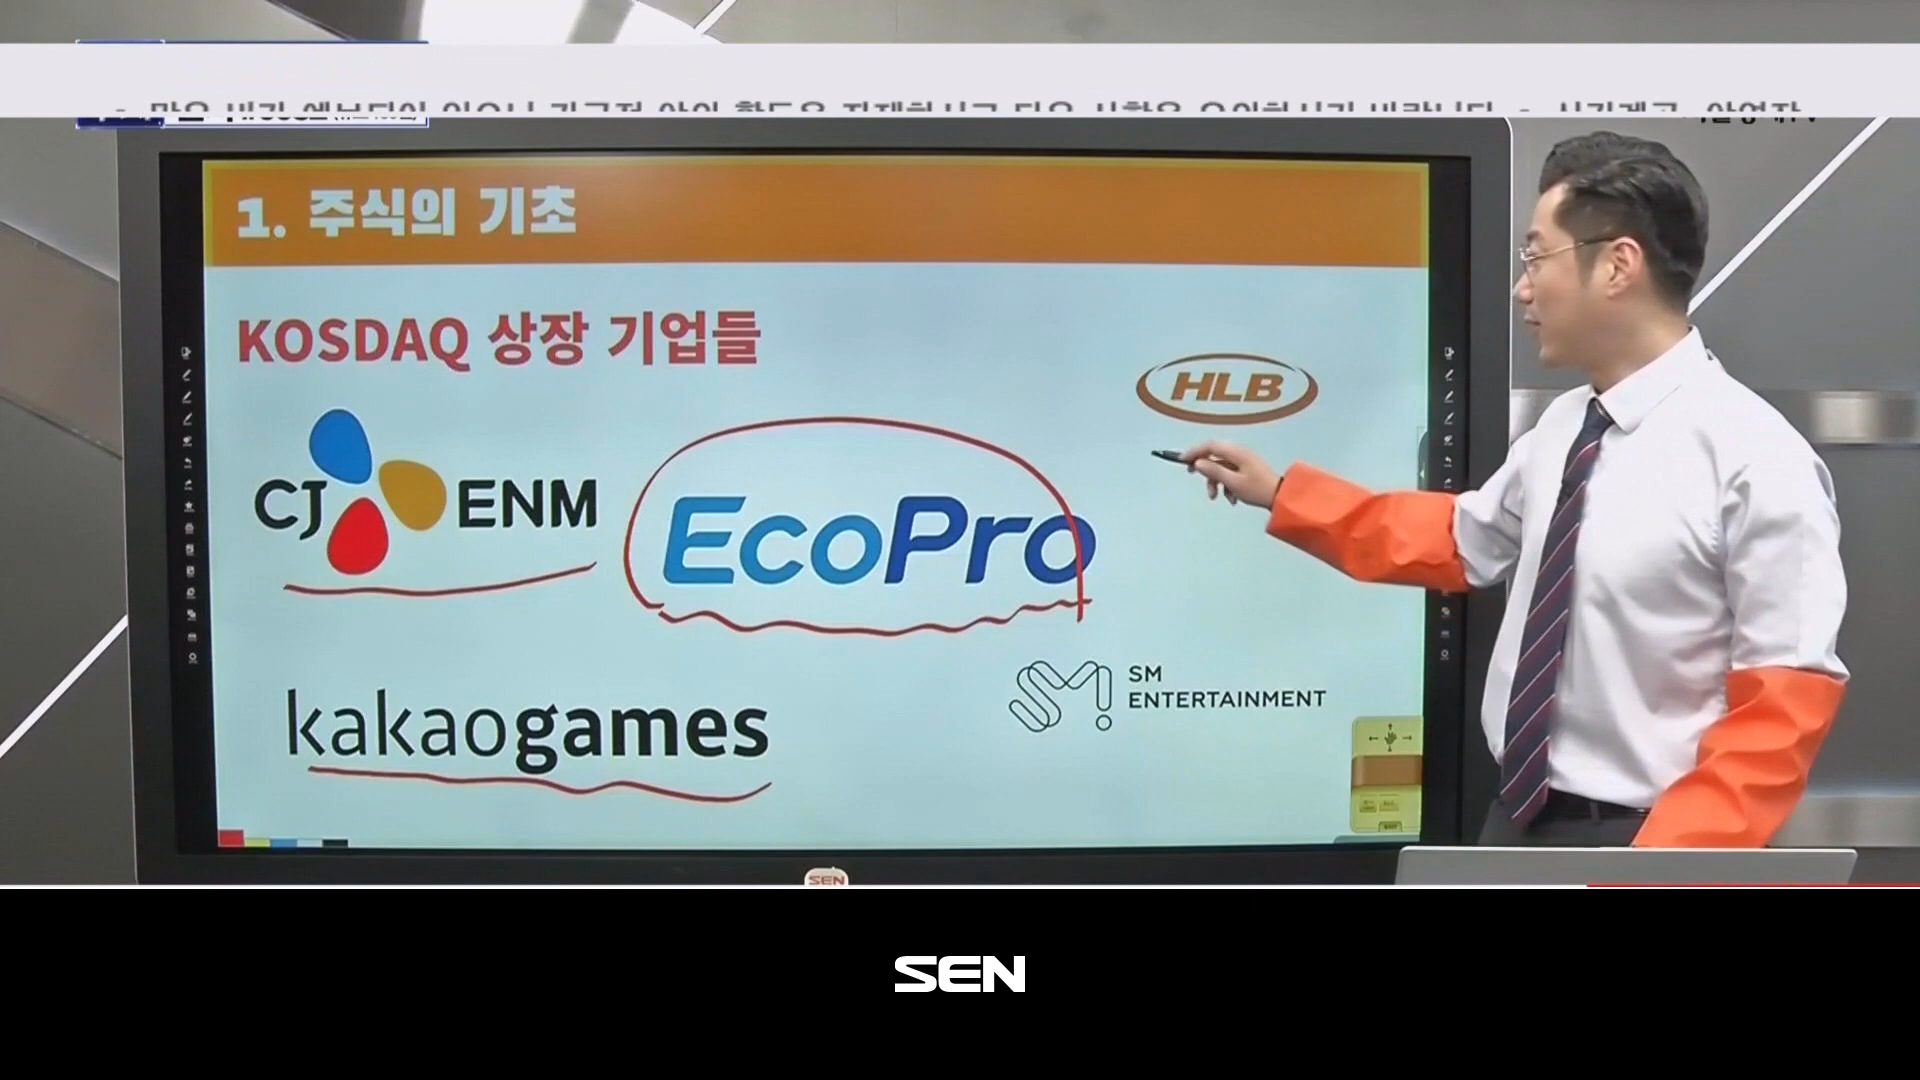 1. 주식의 기초
KOSDAQ 상장 기업들
HLB
CJ ENM
EcoPro
SM
ENTERTAINMENT
kakaogames
SEN
SEN